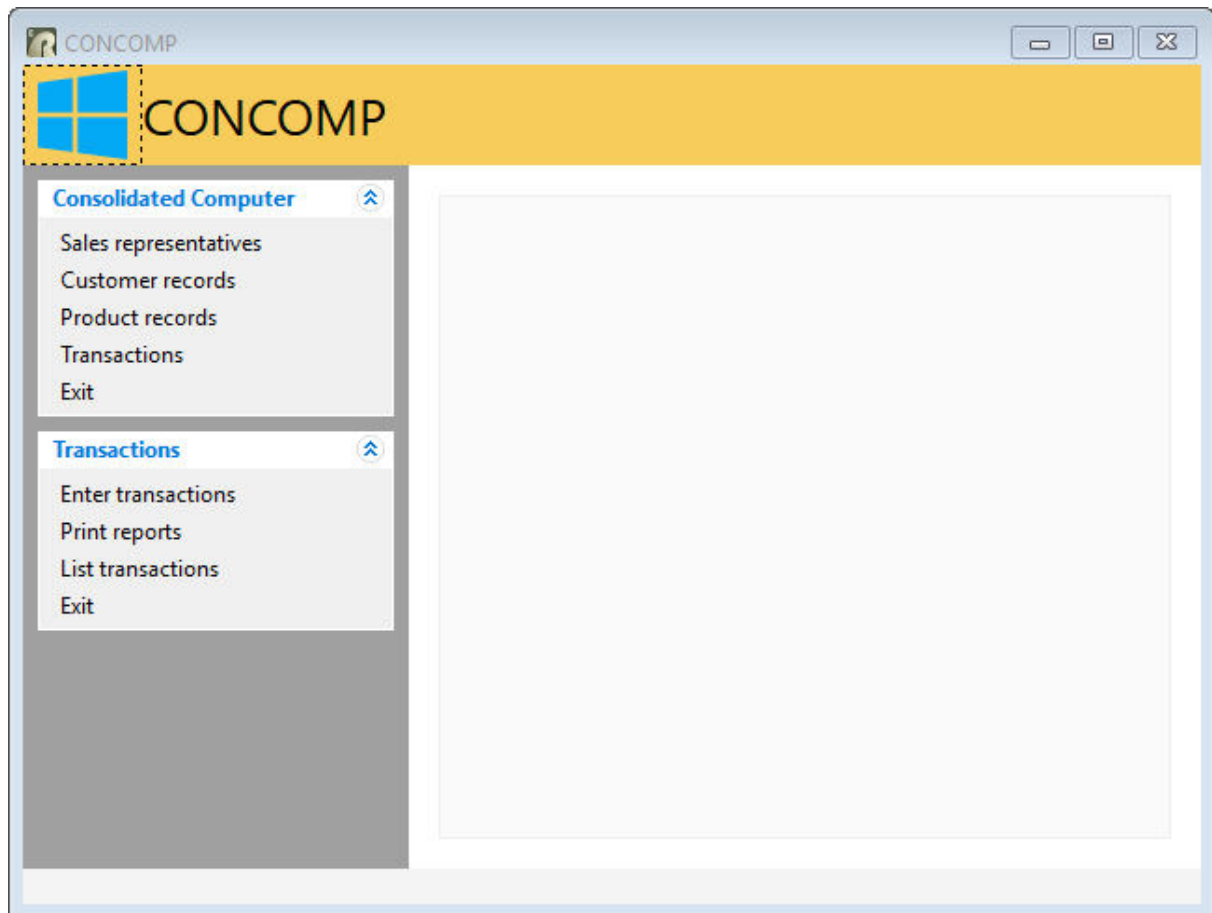 CONCOMP
CONCOMP
Consolidated Computer
Sales representatives
Customer records
Product records
Transactions
Exit
Transactions
Enter transactions
Print reports
List transactions
Exit